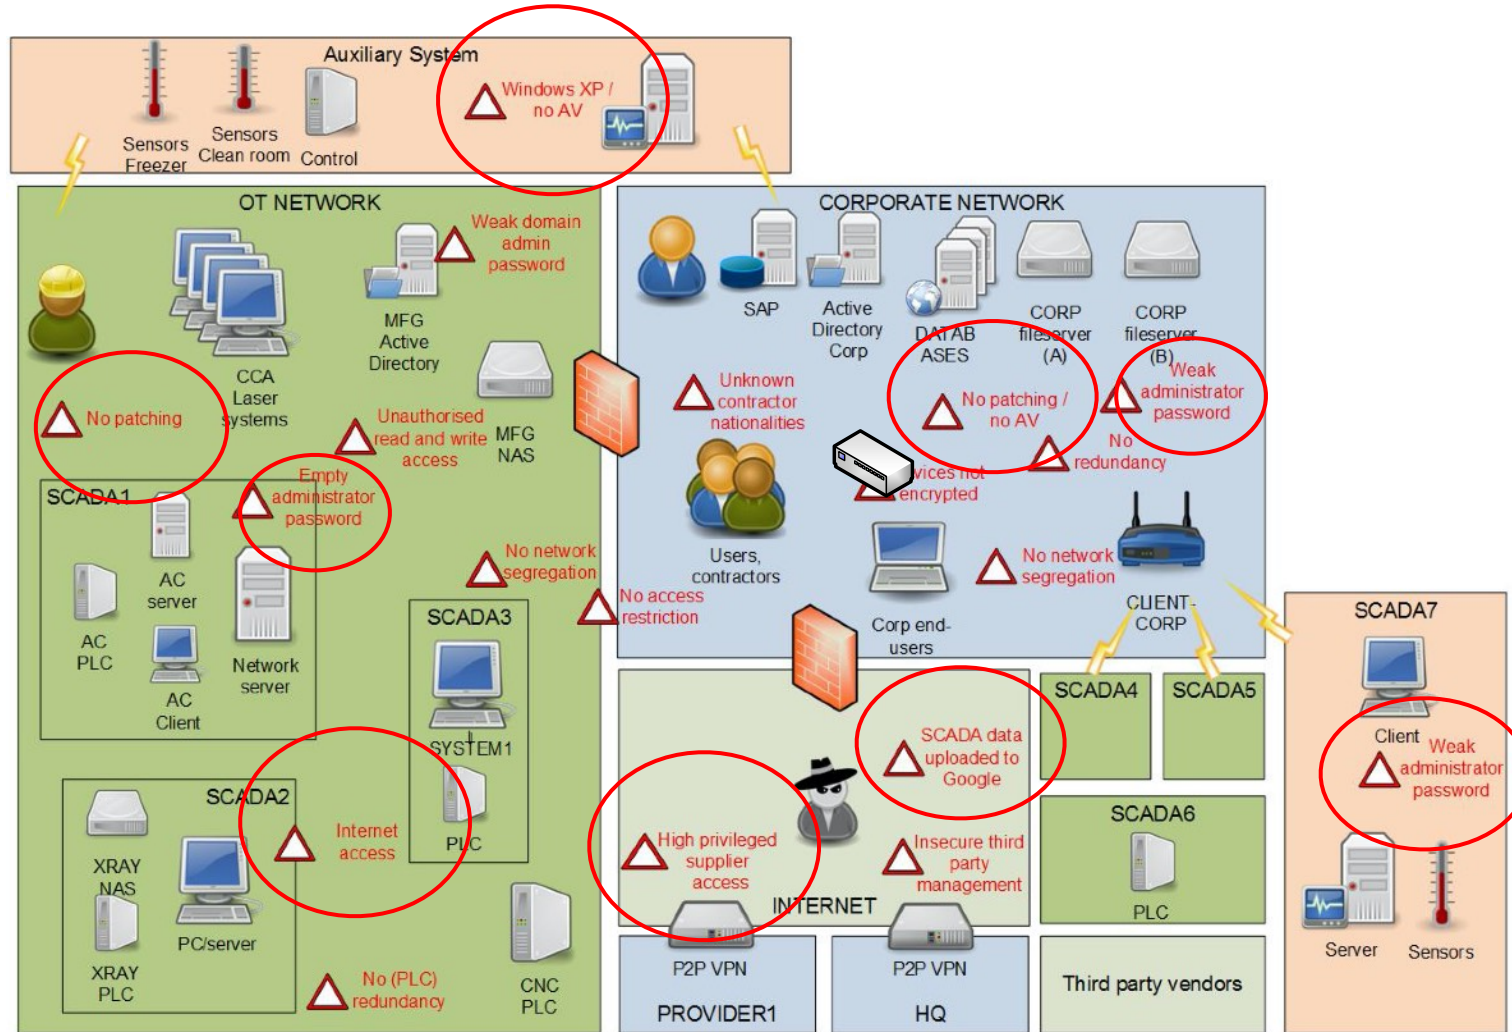 Auxiliary System
Windows XP /
no AV
Sensors
Freezer
Sensors
Clean room
Control
OT NETWORK
Weak domain
admin
password
MFG
Active
Directory
CCA
Laser
systems
No patching
Unauthorised
read and write
access
MFG
NAS
SCADA1
Empty
administrator
password
AC
server
AC
PLC
AC
Client
Network
server
No network
segregation
No access
restriction
SCADA3
SYSTEM1
PLC
SCADA2
Internet
access
XRAY
NAS
XRAY
PLC
PC/server
No (PLC)
redundancy
CNC
PLC
CORPORATE NETWORK
SAP
Active
Directory
Corp
DATAB
ASES
CORP
fileserver
(A)
CORP
fileserver
(B)
Unknown
contractor
nationalities
No patching /
no AV
Weak
administrator
password
No
redundancy
not
encrypted
Users,
contractors
Corp end-
users
No network
segregation
CLIENT-
CORP
SCADA data
uploaded to
Google
High privileged
supplier
access
Insecure third
party
management
INTERNET
P2P VPN
PROVIDER1
P2P VPN
HQ
SCADA4
SCADA5
SCADA6
PLC
Third party vendors
SCADA7
Client
Weak
administrator
password
Server
Sensors